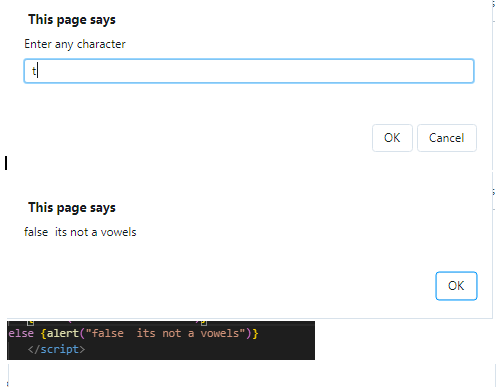 This page says
Enter any character
t
OK Cancel
This page says
false  its not a vowels
OK
else {alert("false  its not a vowels")}
</script>